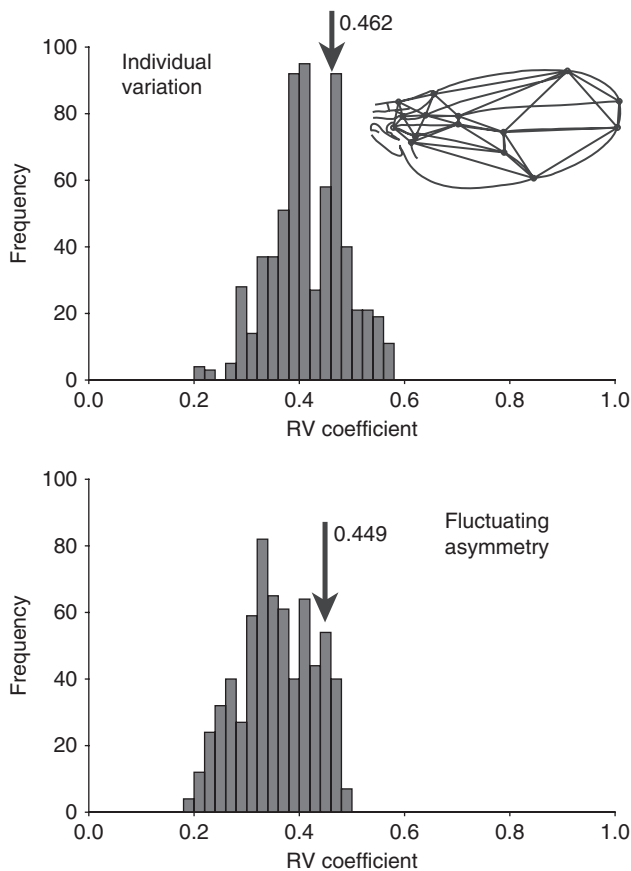 0.462
100
Individual
variation
80
60
40
20
0
Frequency
0.0 0.2 0.4 0.6 0.8 1.0
RV coefficient
100
Fluctuating
asymmetry
0.449
80
60
40
20
0
Frequency
0.0 0.2 0.4 0.6 0.8 1.0
RV coefficient